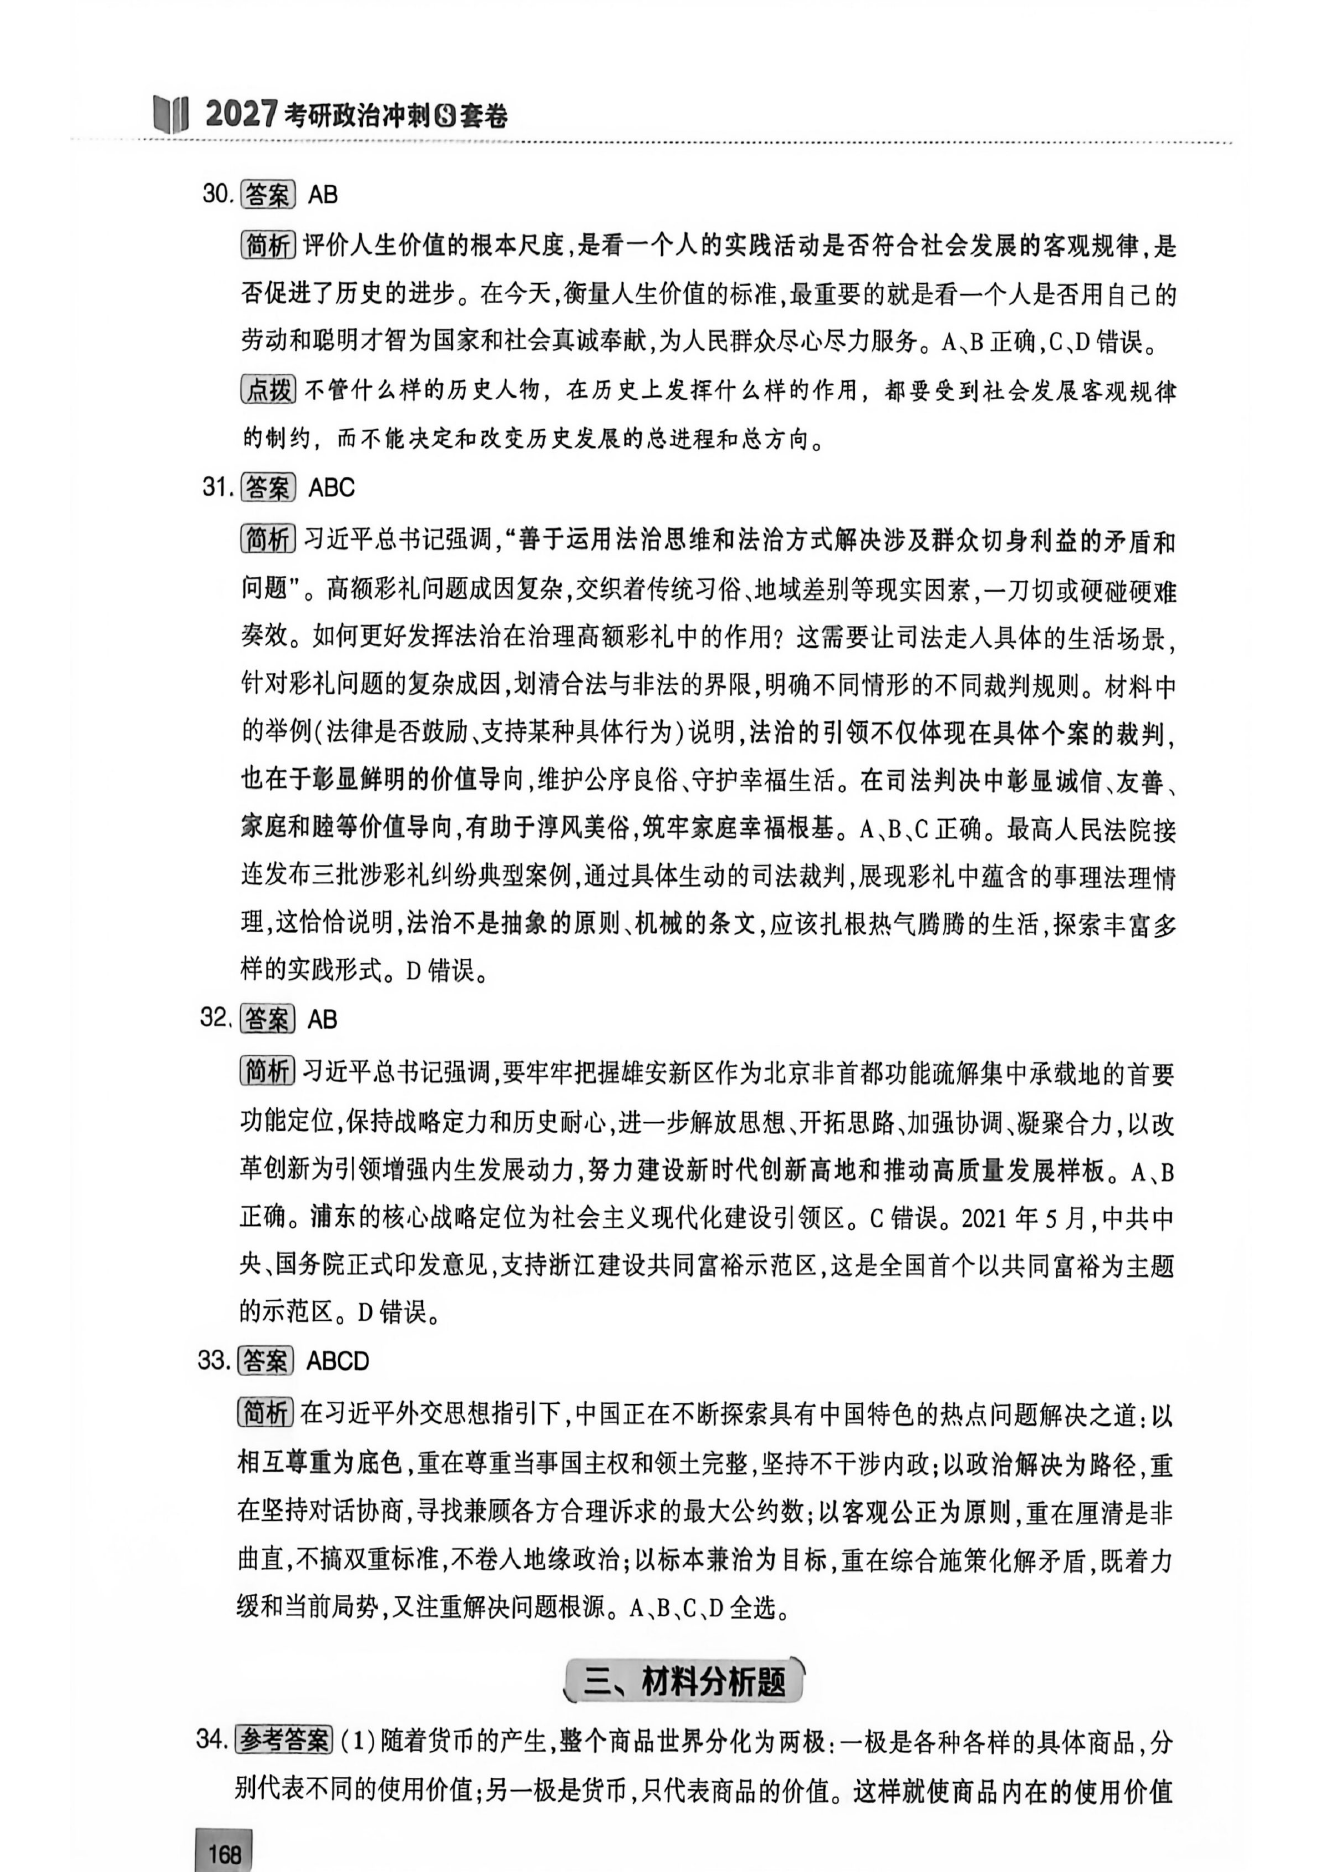 2027考研政治冲刺8套卷
30. 答案 AB
简析 评价人生价值的根本尺度,是看一个人的实践活动是否符合社会发展的客观规律,是
否促进了历史的进步。在今天,衡量人生价值的标准,最重要的就是看一个人是否用自己的
劳动和聪明才智为国家和社会真诚奉献,为人民群众尽心尽力服务。A、B 正确,C、D 错误。
点拨 不管什么样的历史人物，在历史上发挥什么样的作用，都要受到社会发展客观规律
的制约，而不能决定和改变历史发展的总进程和总方向。
31. 答案 ABC
简析 习近平总书记强调,“善于运用法治思维和法治方式解决涉及群众切身利益的矛盾和
问题”。高额彩礼问题成因复杂,交织着传统习俗、地域差别等现实因素,一刀切或硬碰硬难
奏效。如何更好发挥法治在治理高额彩礼中的作用？这需要让司法走入具体的生活场景,
针对彩礼问题的复杂成因,划清合法与非法的界限,明确不同情形的不同裁判规则。材料中
的举例(法律是否鼓励、支持某种具体行为)说明,法治的引领不仅体现在具体个案的裁判,
也在于彰显鲜明的价值导向,维护公序良俗、守护幸福生活。在司法判决中彰显诚信、友善、
家庭和睦等价值导向,有助于淳风美俗,筑牢家庭幸福根基。A、B、C 正确。最高人民法院接
连发布三批涉彩礼纠纷典型案例,通过具体生动的司法裁判,展现彩礼中蕴含的事理法理情
理,这恰恰说明,法治不是抽象的原则、机械的条文,应该扎根热气腾腾的生活,探索丰富多
样的实践形式。D 错误。
32. 答案 AB
简析 习近平总书记强调,要牢牢把握雄安新区作为北京非首都功能疏解集中承载地的首要
功能定位,保持战略定力和历史耐心,进一步解放思想、开拓思路、加强协调、凝聚合力,以改
革创新为引领增强内生发展动力,努力建设新时代创新高地和推动高质量发展样板。A、B
正确。浦东的核心战略定位为社会主义现代化建设引领区。C 错误。2021 年 5 月,中共中
央、国务院正式印发意见,支持浙江建设共同富裕示范区,这是全国首个以共同富裕为主题
的示范区。D 错误。
33. 答案 ABCD
简析 在习近平外交思想指引下,中国正在不断探索具有中国特色的热点问题解决之道:以
相互尊重为底色,重在尊重当事国主权和领土完整,坚持不干涉内政;以政治解决为路径,重
在坚持对话协商,寻找兼顾各方合理诉求的最大公约数;以客观公正为原则,重在厘清是非
曲直,不搞双重标准,不卷入地缘政治;以标本兼治为目标,重在综合施策化解矛盾,既着力
缓和当前局势,又注重解决问题根源。A、B、C、D 全选。
三、材料分析题
34. 参考答案 (1)随着货币的产生,整个商品世界分化为两极:一极是各种各样的具体商品,分
别代表不同的使用价值;另一极是货币,只代表商品的价值。这样就使商品内在的使用价值
168